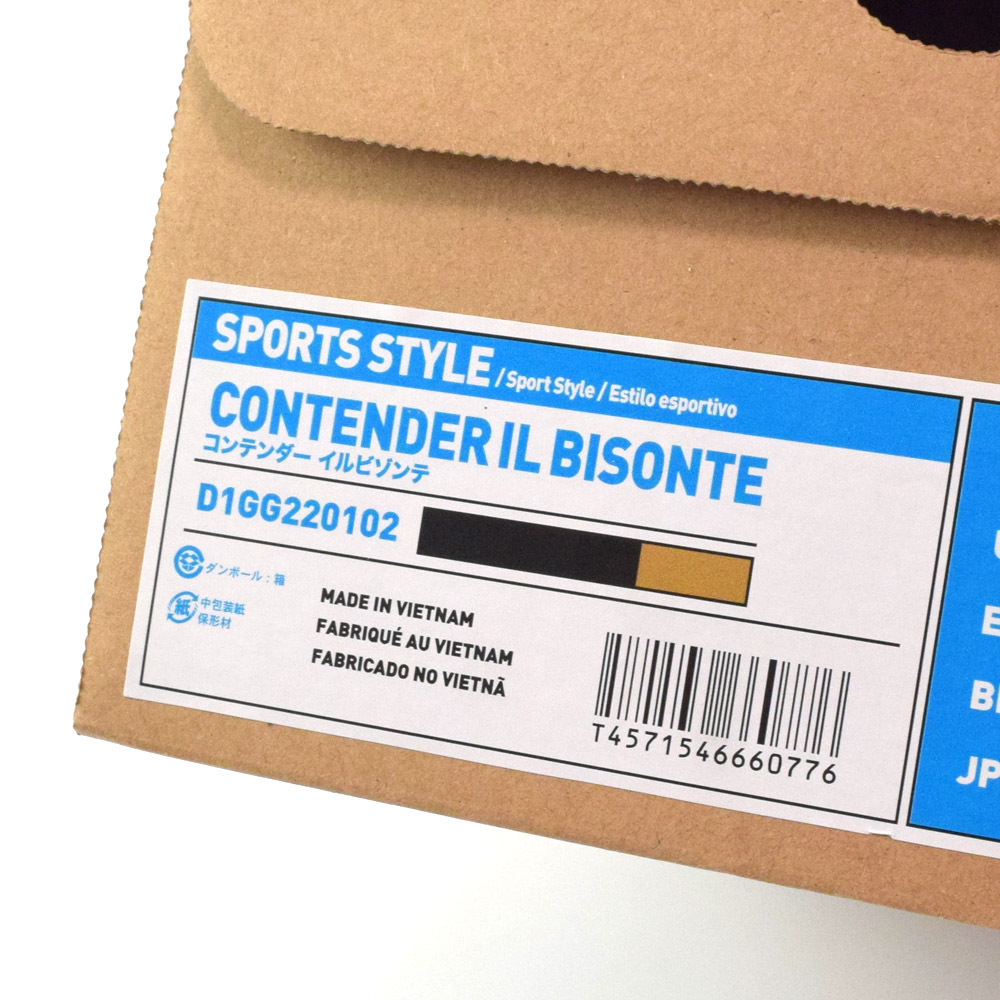 SPORTS STYLE / Sport Style / Estilo esportivo
CONTENDER IL BISONTE
コンテンダー イルビゾンテ
D1GG220102
ダンボール：箱
紙 中包装紙
保形材
MADE IN VIETNAM
FABRIQUÉ AU VIETNAM
FABRICADO NO VIETNÃ
T4571546660776
JP